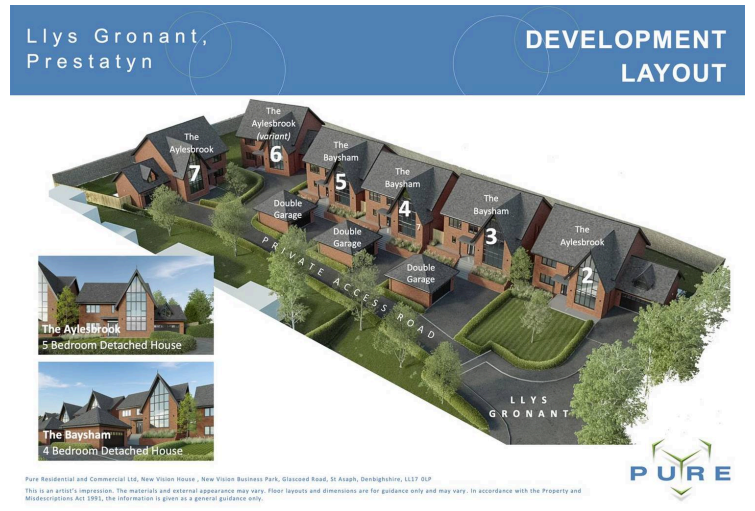 Llys Gronant,
Prestatyn
DEVELOPMENT
LAYOUT
The
Aylesbrook
7
The
Aylesbrook
(variant)
6
The
Baysham
5
The
Baysham
4
The
Baysham
3
The
Aylesbrook
2
Double
Garage
Double
Garage
Double
Garage
PRIVATE ACCESS ROAD
LLYS
GRONANT
The Aylesbrook
5 Bedroom Detached House
The Baysham
4 Bedroom Detached House
PURE
Pure Residential and Commercial Ltd, New Vision House , New Vision Business Park, Glascoed Road, St Asaph, Denbighshire, LL17 0LP
This is an artist's impression. The materials and external appearance may vary. Floor layouts and dimensions are for guidance only and may vary. In accordance with the Property and
Misdescriptions Act 1991, the information is given as a general guidance only.